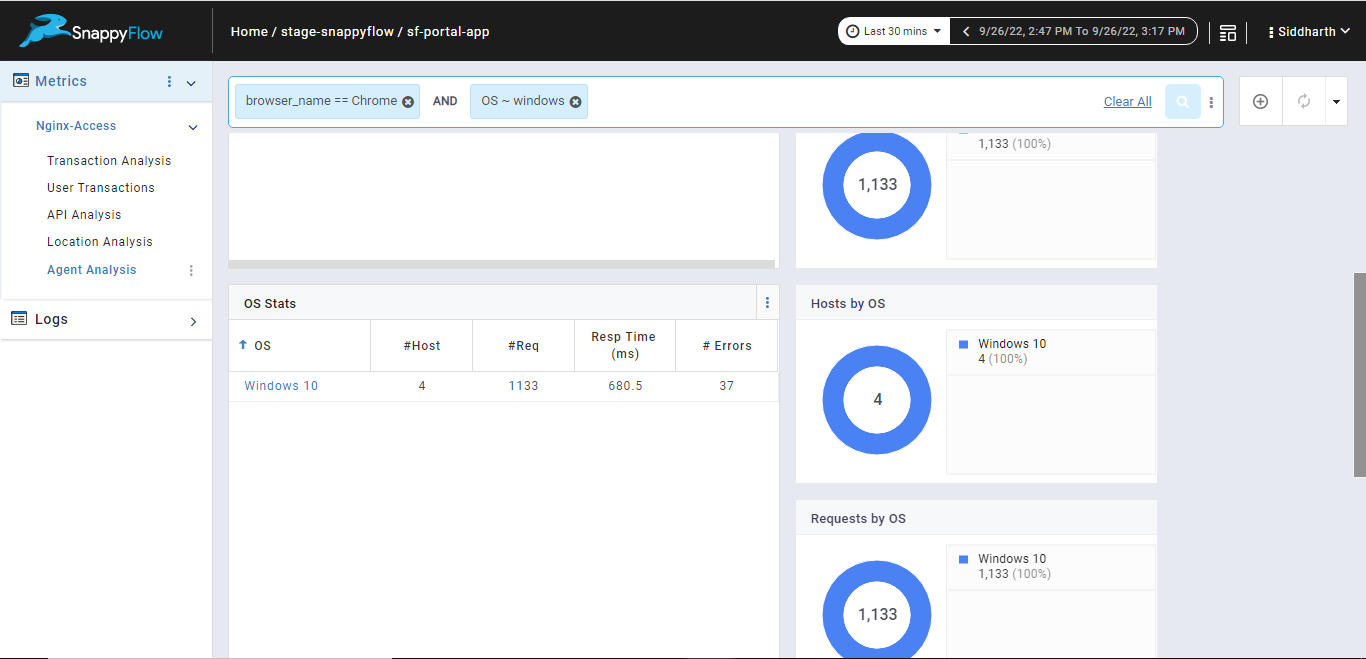 SnappyFlow
Home / stage-snappyflow / sf-portal-app
Last 30 mins
9/26/22, 2:47 PM To 9/26/22, 3:17 PM
Siddharth
Metrics
Nginx-Access
Transaction Analysis
User Transactions
API Analysis
Location Analysis
Agent Analysis
Logs
browser_name == Chrome
AND
OS ~ windows
Clear All
1,133
1,133 (100%)
OS Stats
OS
#Host
#Req
Resp Time
(ms)
# Errors
Windows 10
4
1133
680.5
37
Hosts by OS
4
Windows 10
4 (100%)
Requests by OS
1,133
Windows 10
1,133 (100%)